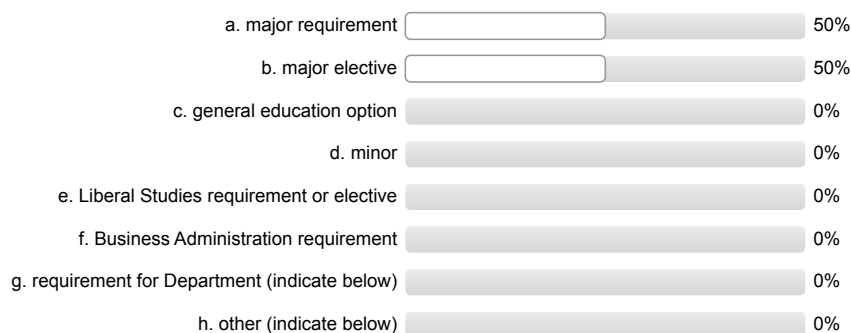 a. major requirement 50%
b. major elective 50%
c. general education option 0%
d. minor 0%
e. Liberal Studies requirement or elective 0%
f. Business Administration requirement 0%
g. requirement for Department (indicate below) 0%
h. other (indicate below) 0%